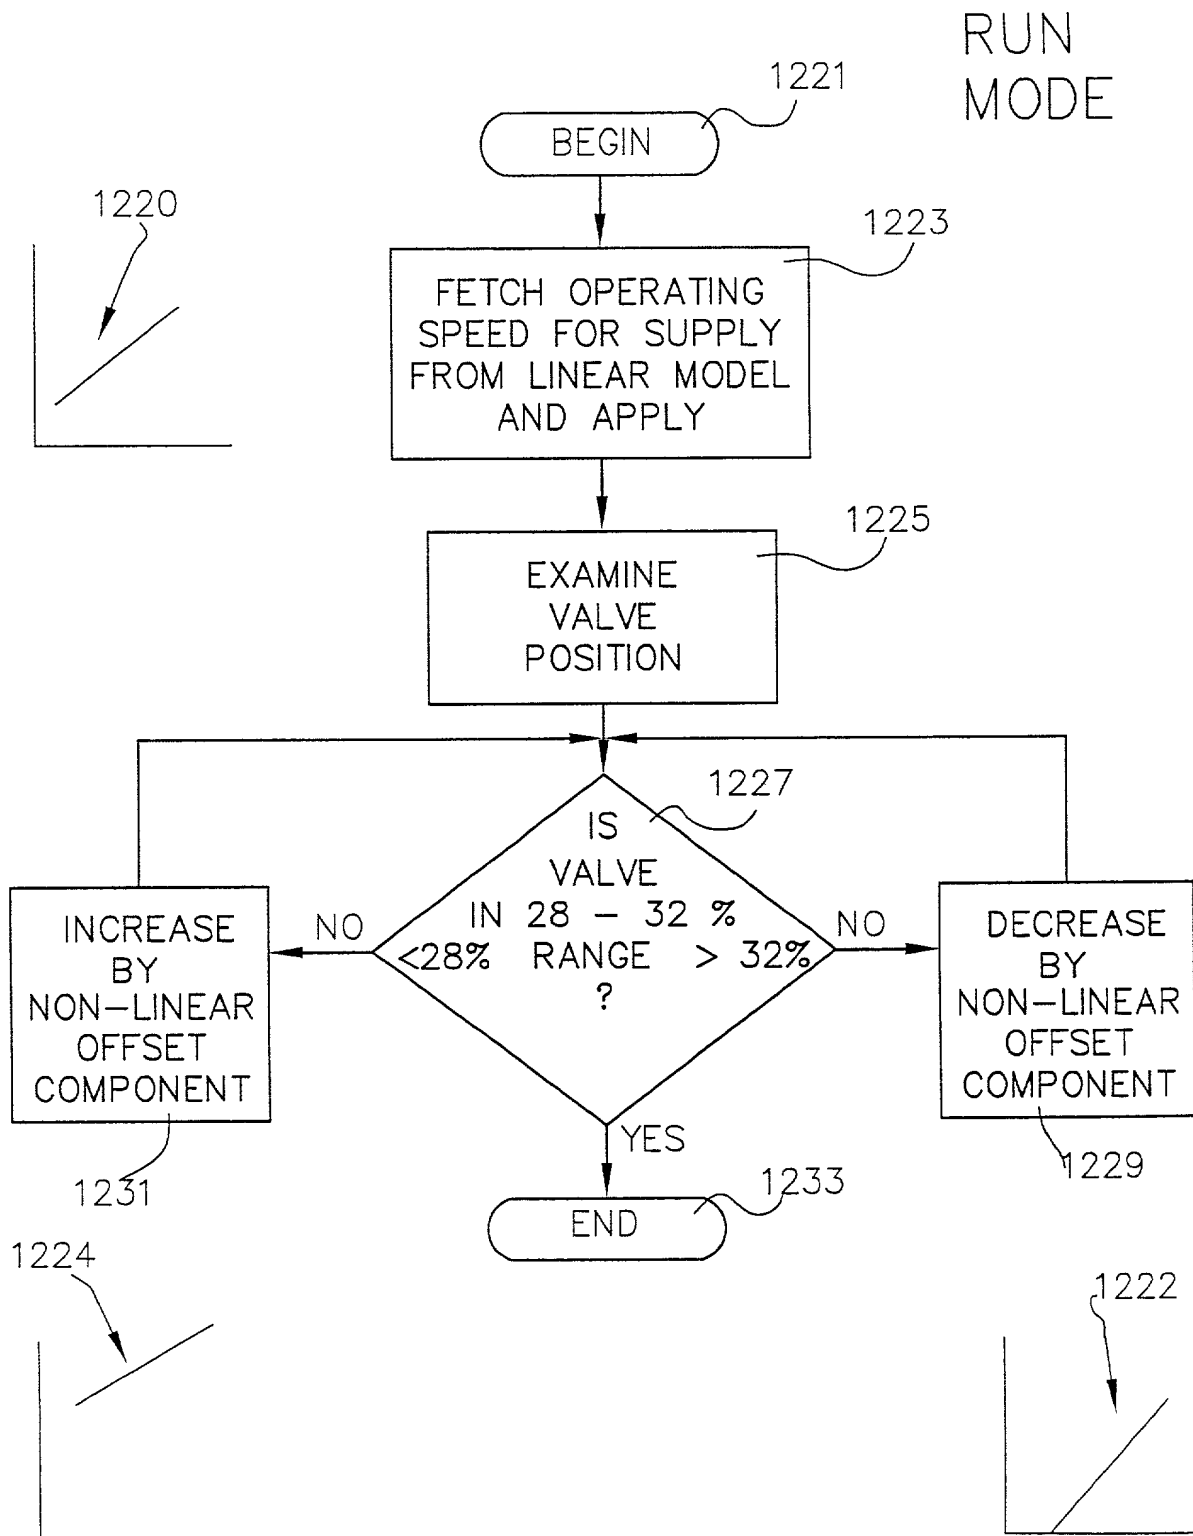 RUN
MODE
1221
BEGIN
1220
1223
FETCH OPERATING
SPEED FOR SUPPLY
FROM LINEAR MODEL
AND APPLY
1225
EXAMINE
VALVE
POSITION
1227
IS
VALVE
IN 28 – 32 %
<28% RANGE > 32%
?
NO
NO
INCREASE
BY
NON–LINEAR
OFFSET
COMPONENT
DECREASE
BY
NON–LINEAR
OFFSET
COMPONENT
YES
1231
1229
1233
END
1224
1222